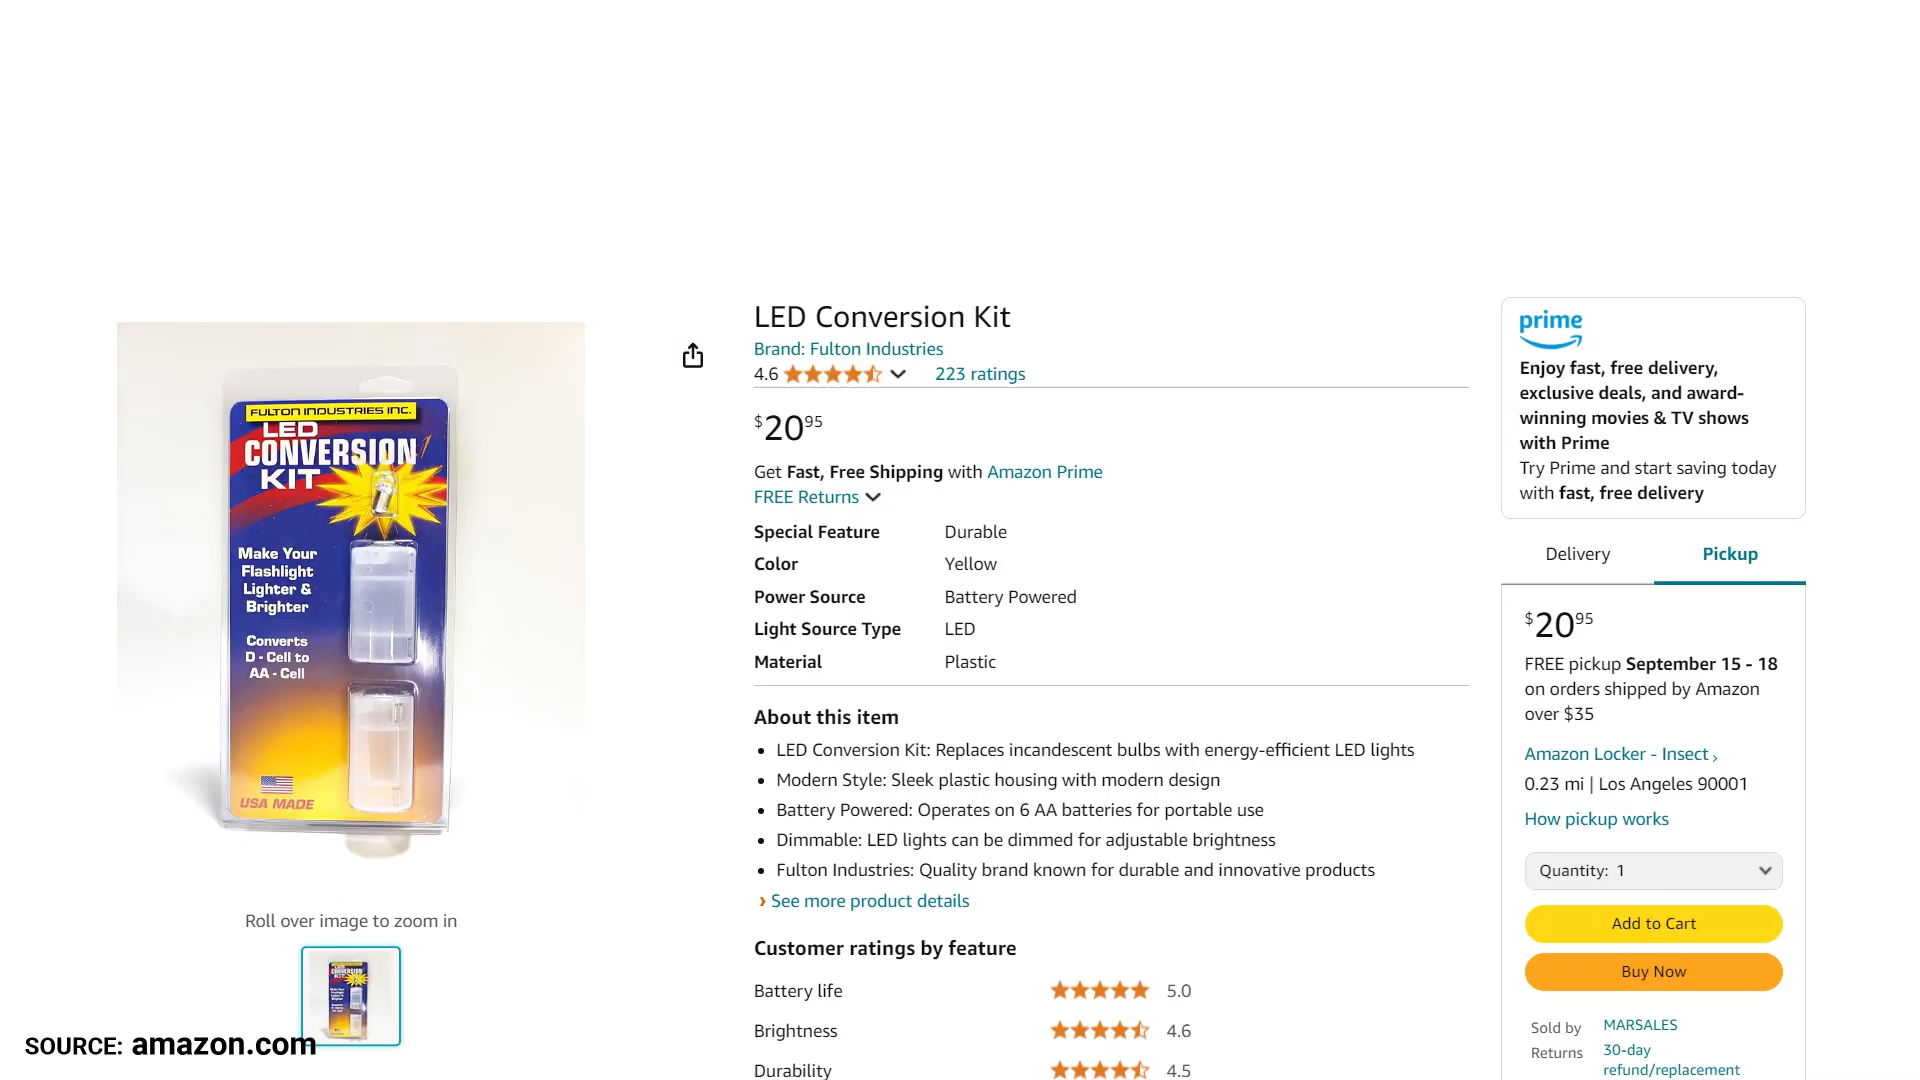 FULTON INDUSTRIES INC.
LED
CONVERSION
KIT
Make Your
Flashlight
Lighter &
Brighter
Converts
D - Cell to
AA - Cell
USA MADE
Roll over image to zoom in
SOURCE: amazon.com
LED Conversion Kit
Brand: Fulton Industries
4.6 223 ratings
$20.95
Get Fast, Free Shipping with Amazon Prime
FREE Returns
Special Feature Durable
Color Yellow
Power Source Battery Powered
Light Source Type LED
Material Plastic
About this item
• LED Conversion Kit: Replaces incandescent bulbs with energy-efficient LED lights
• Modern Style: Sleek plastic housing with modern design
• Battery Powered: Operates on 6 AA batteries for portable use
• Dimmable: LED lights can be dimmed for adjustable brightness
• Fulton Industries: Quality brand known for durable and innovative products
› See more product details
Customer ratings by feature
Battery life 5.0
Brightness 4.6
Durability 4.5
prime
Enjoy fast, free delivery,
exclusive deals, and award-
winning movies & TV shows
with Prime
Try Prime and start saving today
with fast, free delivery
Delivery Pickup
$20.95
FREE pickup September 15 - 18
on orders shipped by Amazon
over $35
Amazon Locker - Insect ›
0.23 mi | Los Angeles 90001
How pickup works
Quantity: 1
Add to Cart
Buy Now
Sold by MARSALES
Returns 30-day
refund/replacement